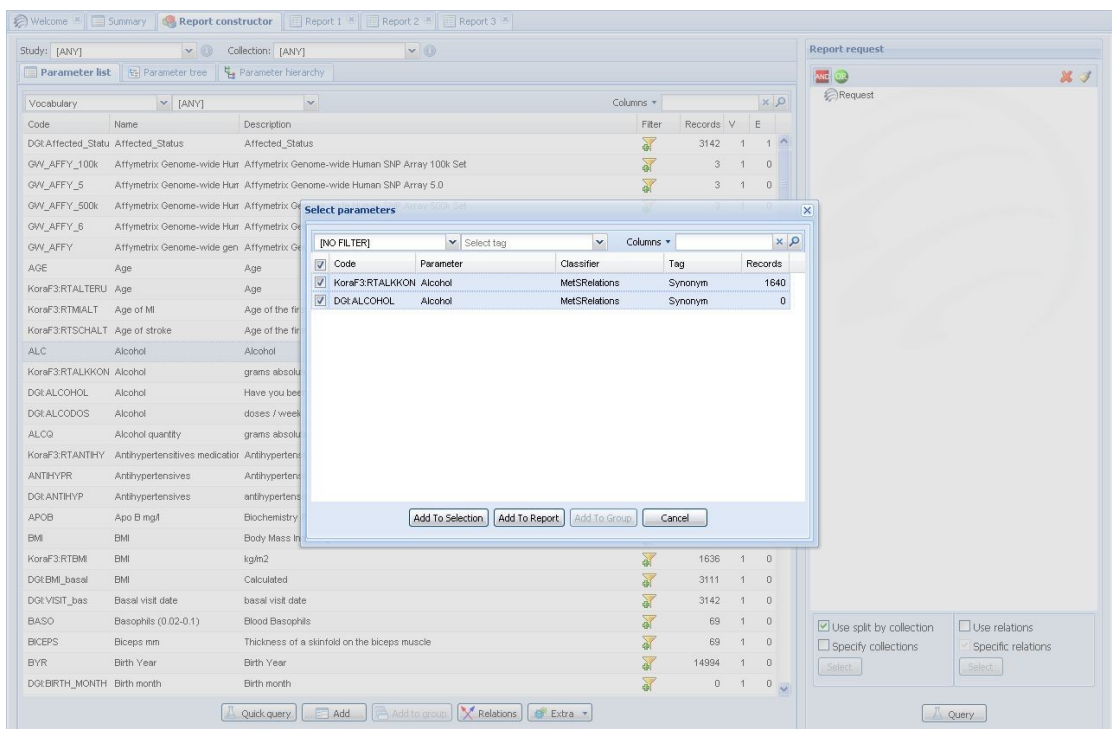 Welcome Summary Report constructor Report 1 Report 2 Report 3
Study: [ANY] Collection: [ANY]
Parameter list Parameter tree Parameter hierarchy
Vocabulary [ANY] Columns
Code Name Description Filter Records V E
DGI:Affected_Statu Affected_Status Affected_Status 3142 1 1
GW_AFFY_100k Affymetrix Genome-wide Hum Affymetrix Genome-wide Human SNP Array 100k Set 3 1 0
GW_AFFY_5 Affymetrix Genome-wide Hum Affymetrix Genome-wide Human SNP Array 5.0 3 1 0
GW_AFFY_500k Affymetrix Genome-wide Hum Affymetrix Ge Array 500k Set 3 1 0
GW_AFFY_6 Affymetrix Genome-wide Hum Affymetrix Ge
GW_AFFY Affymetrix Genome-wide gen Affymetrix Ge
AGE Age Age
KoraF3:RTALTERU Age Age
KoraF3:RTMIALT Age of MI Age of the fir
KoraF3:RTSCHALT Age of stroke Age of the fir
ALC Alcohol Alcohol
KoraF3:RTALKKON Alcohol grams absolu
DGI:ALCOHOL Alcohol Have you bee
DGI:ALCODOS Alcohol doses / week
ALCQ Alcohol quantity grams absolu
KoraF3:RTANTIHY Antihypertensitives medication Antihypertens
ANTIHYPR Antihypertensives Antihypertens
DGI:ANTIHYP Antihypertensives antihypertens
APOB Apo B mg/l Biochemistry
BMI BMI Body Mass In
KoraF3:RTBMI BMI kg/m2 1636 1 0
DGI:BMI_basal BMI Calculated 3111 1 0
DGI:VISIT_bas Basal visit date basal visit date 3142 1 0
BASO Basophils (0.02-0.1) Blood Basophils 69 1 0
BICEPS Biceps mm Thickness of a skinfold on the biceps muscle 69 1 0
BYR Birth Year Birth Year 14994 1 0
DGI:BIRTH_MONTH Birth month Birth month 0 1 0
Quick query Add Add to group Relations Extra
Select parameters
[NO FILTER] Select tag Columns
Code Parameter Classifier Tag Records
KoraF3:RTALKKON Alcohol MetSRelations Synonym 1640
DGI:ALCOHOL Alcohol MetSRelations Synonym 0
Add To Selection Add To Report Add To Group Cancel
Report request
AND OR
Request
Use split by collection Use relations
Specify collections Specific relations
Select Select
Query